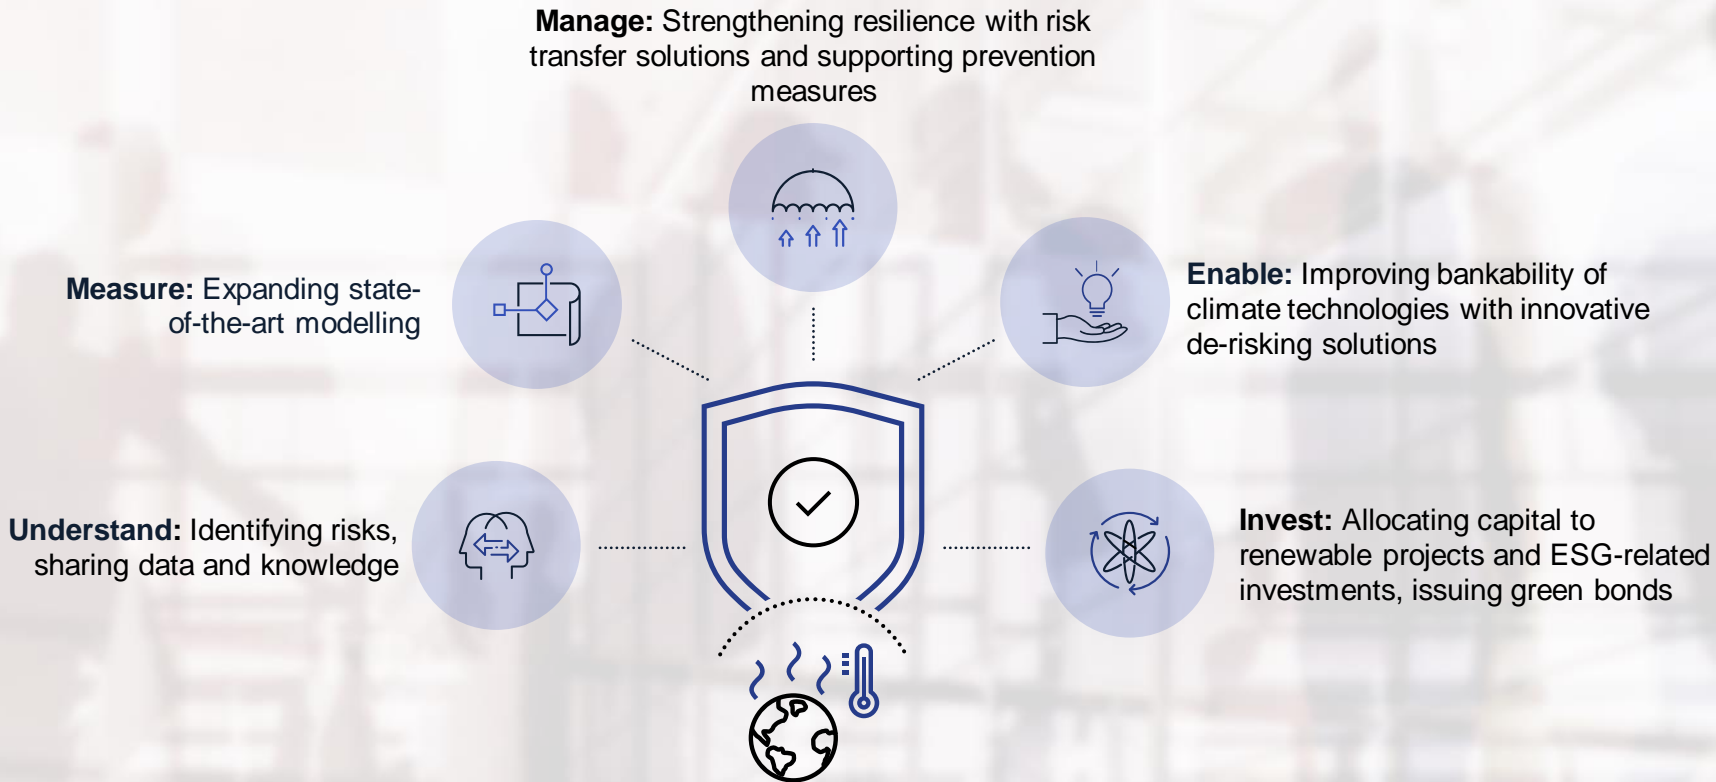 Manage: Strengthening resilience with risk
transfer solutions and supporting prevention
measures
Measure: Expanding state-
of-the-art modelling
Enable: Improving bankability of
climate technologies with innovative
de-risking solutions
Understand: Identifying risks,
sharing data and knowledge
Invest: Allocating capital to
renewable projects and ESG-related
investments, issuing green bonds